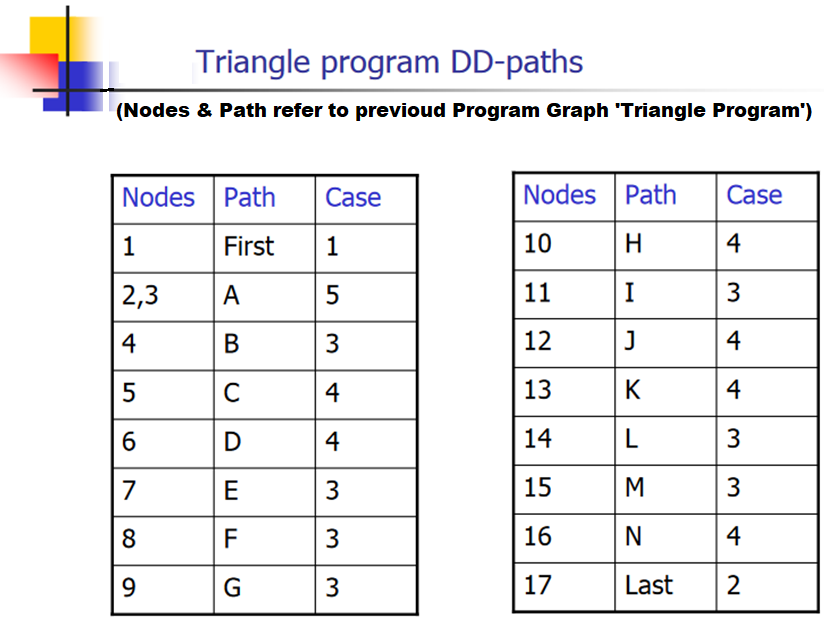 Triangle program DD-paths
(Nodes & Path refer to previoud Program Graph 'Triangle Program')
Nodes Path Case
1 First 1
2,3 A 5
4 B 3
5 C 4
6 D 4
7 E 3
8 F 3
9 G 3
Nodes Path Case
10 H 4
11 I 3
12 J 4
13 K 4
14 L 3
15 M 3
16 N 4
17 Last 2